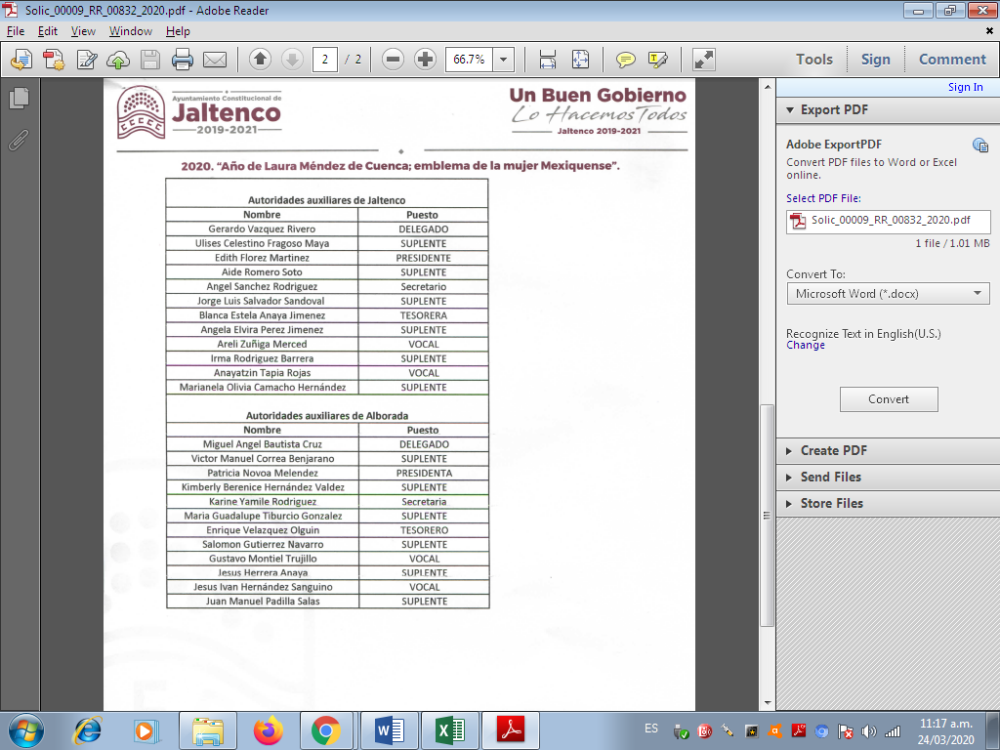 Solic_00009_RR_00832_2020.pdf - Adobe Reader
File Edit View Window Help
2 / 2 66.7% Tools Sign Comment
Sign In
Export PDF
Adobe ExportPDF
Convert PDF files to Word or Excel
online.
Select PDF File:
Solic_00009_RR_00832_2020.pdf
1 file / 1.01 MB
Convert To:
Microsoft Word (*.docx)
Recognize Text in English(U.S.)
Change
Convert
Create PDF
Send Files
Store Files
Ayuntamiento Constitucional de
Jaltenco
2019-2021
Un Buen Gobierno
Lo Hacemos Todos
Jaltenco 2019-2021
2020. “Año de Laura Méndez de Cuenca; emblema de la mujer Mexiquense”.
Autoridades auxiliares de Jaltenco
Nombre Puesto
Gerardo Vazquez Rivero DELEGADO
Ulises Celestino Fragoso Maya SUPLENTE
Edith Florez Martinez PRESIDENTE
Aide Romero Soto SUPLENTE
Angel Sanchez Rodriguez Secretario
Jorge Luis Salvador Sandoval SUPLENTE
Blanca Estela Anaya Jimenez TESORERA
Angela Elvira Perez Jimenez SUPLENTE
Areli Zuñiga Merced VOCAL
Irma Rodriguez Barrera SUPLENTE
Anayatzin Tapia Rojas VOCAL
Marianela Olivia Camacho Hernández SUPLENTE
Autoridades auxiliares de Alborada
Nombre Puesto
Miguel Angel Bautista Cruz DELEGADO
Victor Manuel Correa Benjarano SUPLENTE
Patricia Novoa Melendez PRESIDENTA
Kimberly Berenice Hernández Valdez SUPLENTE
Karine Yamile Rodriguez Secretaria
Maria Guadalupe Tiburcio Gonzalez SUPLENTE
Enrique Velazquez Olguin TESORERO
Salomon Gutierrez Navarro SUPLENTE
Gustavo Montiel Trujillo VOCAL
Jesus Herrera Anaya SUPLENTE
Jesus Ivan Hernández Sanguino VOCAL
Juan Manuel Padilla Salas SUPLENTE
ES
11:17 a.m.
24/03/2020